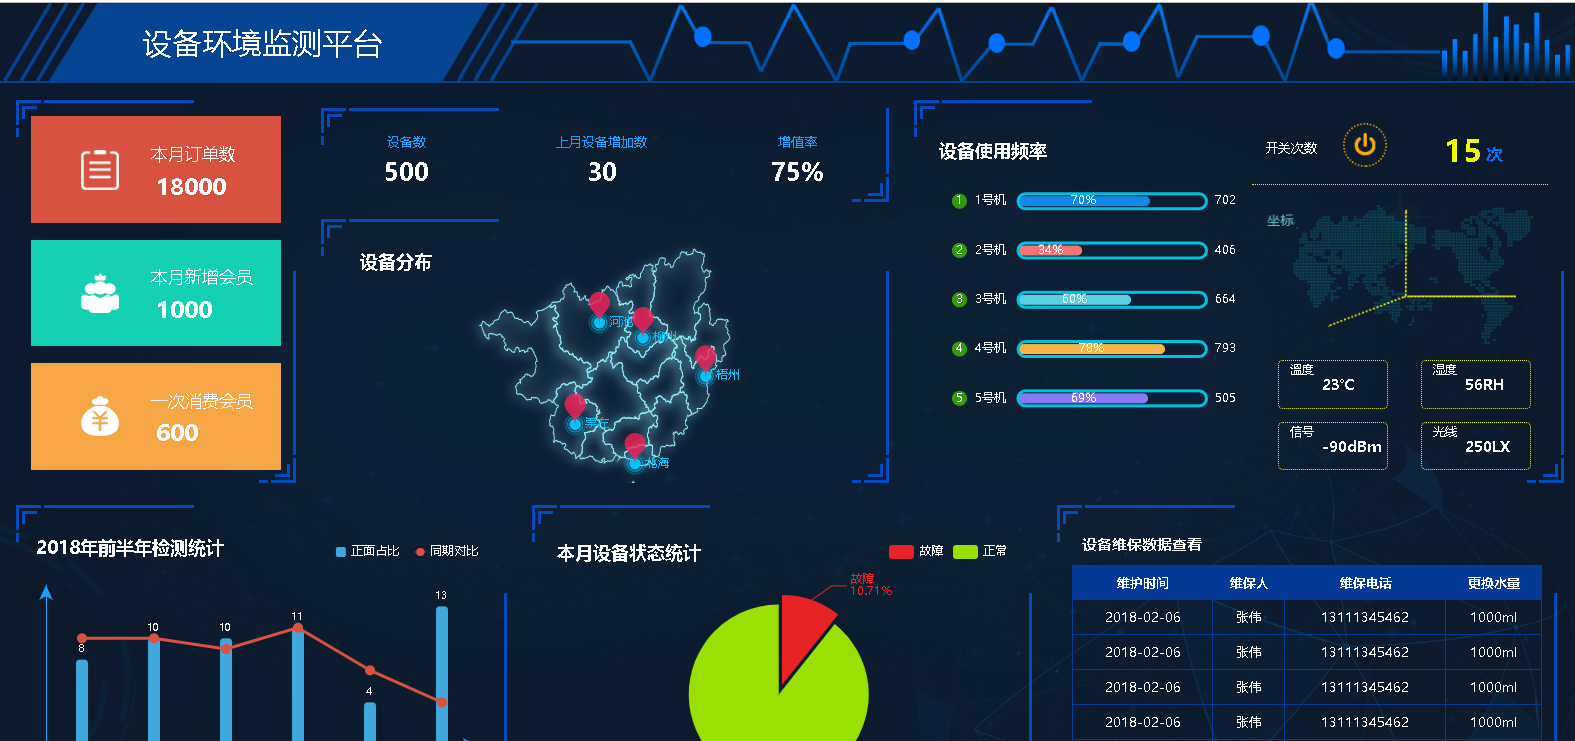 设备环境监测平台
本月订单数
18000
本月新增会员
1000
一次消费会员
600
设备数
500
上月设备增加数
30
增值率
75%
设备分布
河池
柳州
梧州
北海
设备使用频率
1 1号机 70% 702
2 2号机 34% 406
3 3号机 60% 664
4 4号机 78% 793
5 5号机 69% 505
开关次数
15 次
坐标
温度
23℃
湿度
56RH
信号
-90dBm
光线
250LX
2018年前半年检测统计
正面占比 同期对比
8
10
10
11
4
13
本月设备状态统计
故障 正常
故障
10.71%
设备维保数据查看
维护时间 维保人 维保电话 更换水量
2018-02-06 张伟 13111345462 1000ml
2018-02-06 张伟 13111345462 1000ml
2018-02-06 张伟 13111345462 1000ml
2018-02-06 张伟 13111345462 1000ml